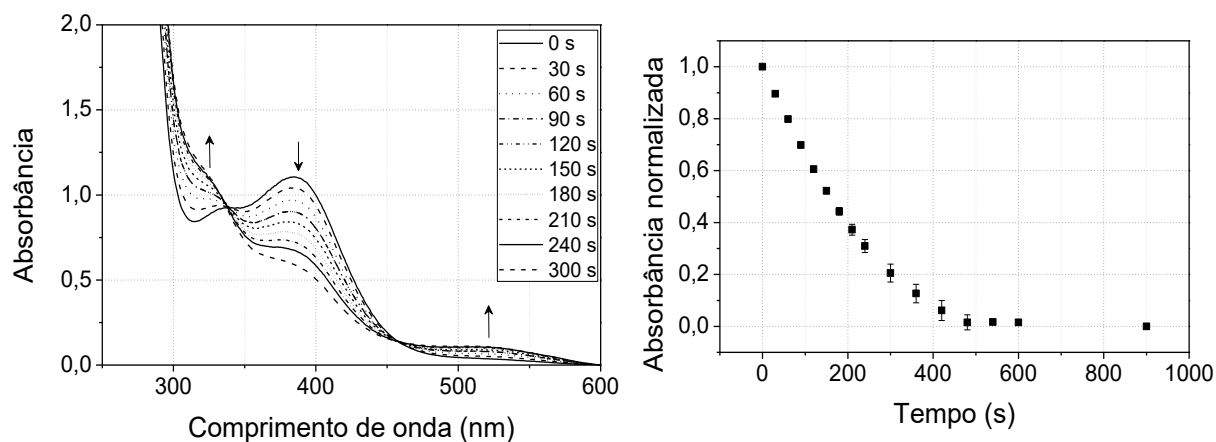 2,0
1,5
1,0
0,5
0,0
Absorbância
300
400
500
600
Comprimento de onda (nm)
0 s
30 s
60 s
90 s
120 s
150 s
180 s
210 s
240 s
300 s
1,0
0,8
0,6
0,4
0,2
0,0
Absorbância normalizada
0
200
400
600
800
1000
Tempo (s)